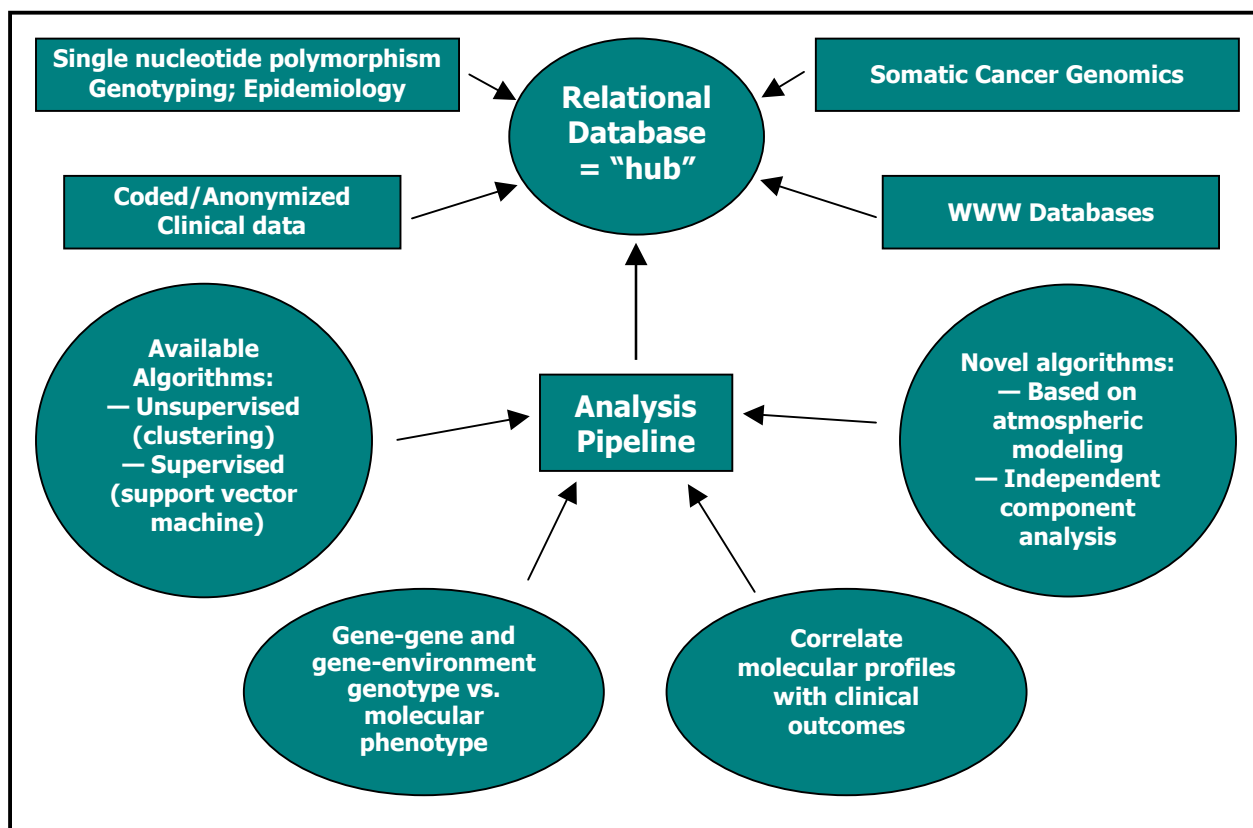 Single nucleotide polymorphism
Genotyping; Epidemiology
Relational
Database
= “hub”
Somatic Cancer Genomics
Coded/Anonymized
Clinical data
WWW Databases
Available
Algorithms:
— Unsupervised
(clustering)
— Supervised
(support vector
machine)
Analysis
Pipeline
Novel algorithms:
— Based on
atmospheric
modeling
— Independent
component
analysis
Gene-gene and
gene-environment
genotype vs.
molecular
phenotype
Correlate
molecular profiles
with clinical
outcomes